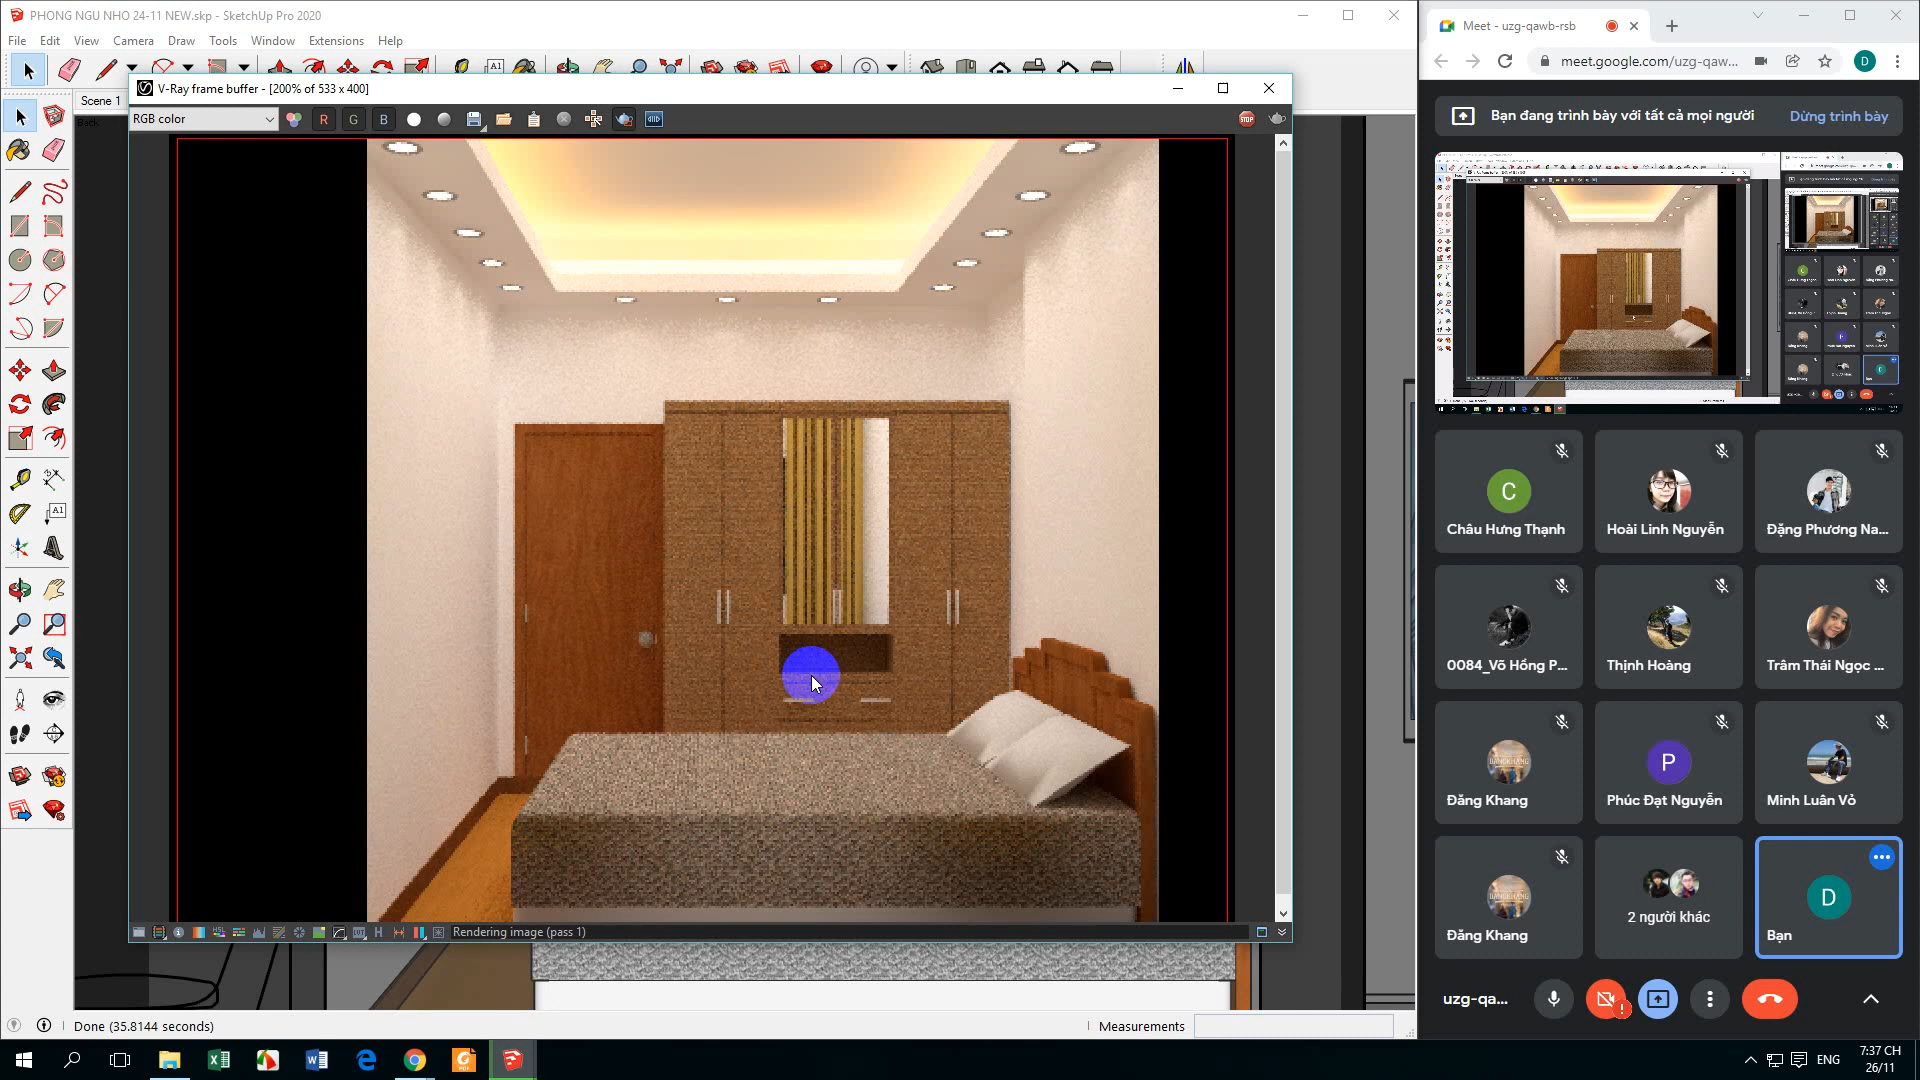 PHONG NGU NHO 24-11 NEW.skp - SketchUp Pro 2020
File Edit View Camera Draw Tools Window Extensions Help
Scene 1
V-Ray frame buffer - [200% of 533 x 400]
RGB color
R G B
STOP
Rendering image (pass 1)
Done (35.8144 seconds)
Measurements
Meet - uzg-qawb-rsb
meet.google.com/uzg-qaw...
D
Bạn đang trình bày với tất cả mọi người
Dừng trình bày
C
Châu Hưng Thạnh
Hoài Linh Nguyễn
Đặng Phương Na...
0084_Võ Hồng P...
Thịnh Hoàng
Trâm Thái Ngọc ...
Đăng Khang
P
Phúc Đạt Nguyễn
Minh Luân Vỏ
Đăng Khang
2 người khác
D
Bạn
uzg-qa...
ENG
7:37 CH
26/11